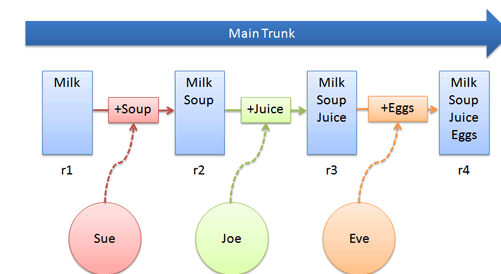 Main Trunk
Milk
+Soup
Milk
Soup
+Juice
Milk
Soup
Juice
+Eggs
Milk
Soup
Juice
Eggs
r1
r2
r3
r4
Sue
Joe
Eve